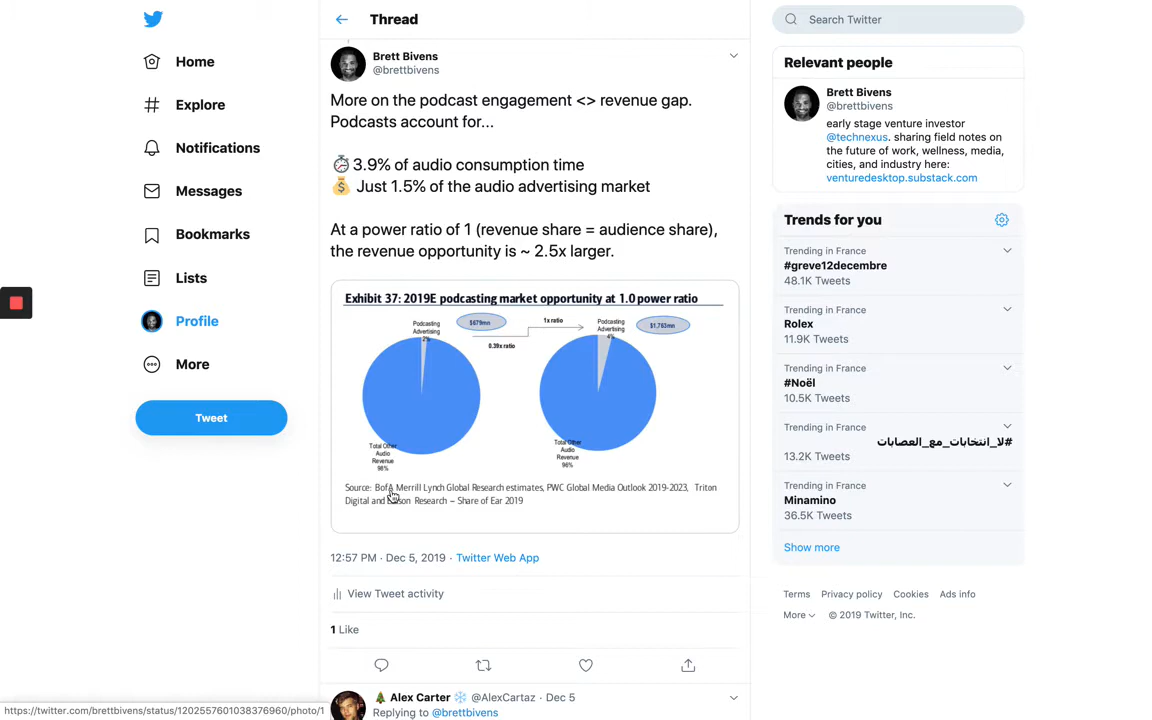 Home
Explore
Notifications
Messages
Bookmarks
Lists
Profile
More
Tweet
Thread
Brett Bivens
@brettbivens
More on the podcast engagement <> revenue gap.
Podcasts account for...
3.9% of audio consumption time
Just 1.5% of the audio advertising market
At a power ratio of 1 (revenue share = audience share),
the revenue opportunity is ~ 2.5x larger.
Exhibit 37: 2019E podcasting market opportunity at 1.0 power ratio
Podcasting
Advertising
2%
$679mn
0.39x ratio
1x ratio
Podcasting
Advertising
4%
$1,763mn
Total Other
Audio
Revenue
98%
Total Other
Audio
Revenue
96%
Source: BofA Merrill Lynch Global Research estimates, PWC Global Media Outlook 2019-2023, Triton
Digital and Edison Research – Share of Ear 2019
12:57 PM · Dec 5, 2019 · Twitter Web App
View Tweet activity
1 Like
Alex Carter @AlexCartaz · Dec 5
Replying to @brettbivens
Search Twitter
Relevant people
Brett Bivens
@brettbivens
early stage venture investor
@technexus. sharing field notes on
the future of work, wellness, media,
cities, and industry here:
venturedesktop.substack.com
Trends for you
Trending in France
#greve12decembre
48.1K Tweets
Trending in France
Rolex
11.9K Tweets
Trending in France
#Noël
10.5K Tweets
Trending in France
#لا_انتخابات_مع_العصابات
13.2K Tweets
Trending in France
Minamino
36.5K Tweets
Show more
Terms Privacy policy Cookies Ads info
More © 2019 Twitter, Inc.
https://twitter.com/brettbivens/status/1202557601038376960/photo/1